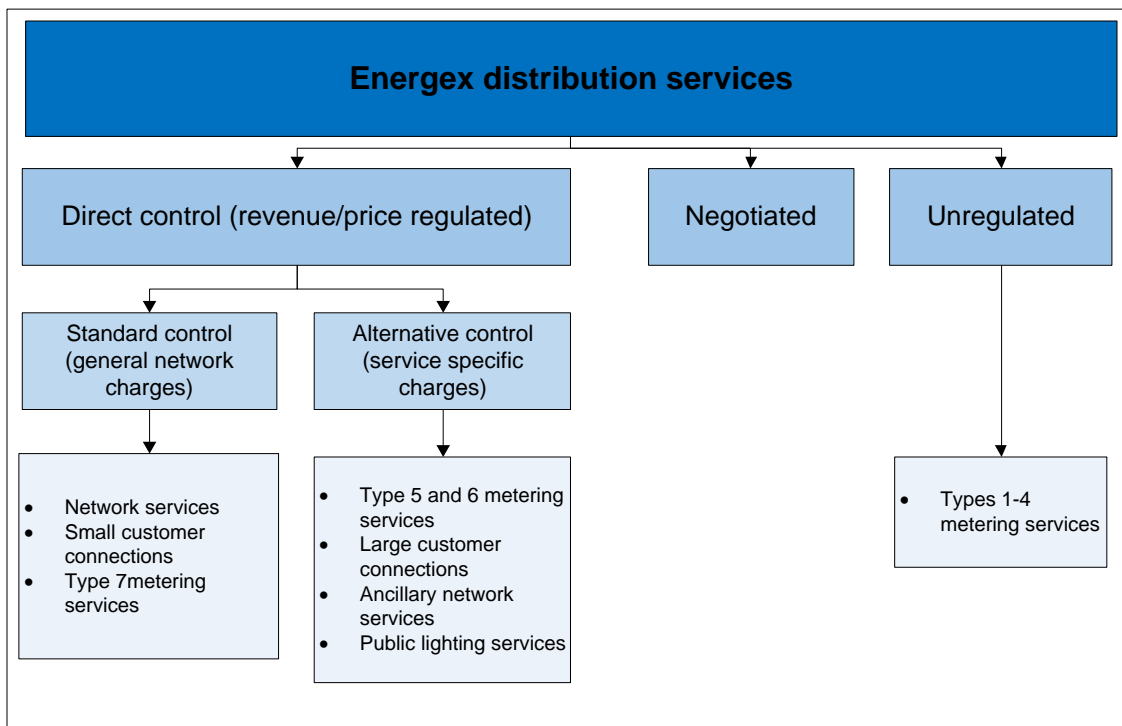 Energex distribution services
Direct control (revenue/price regulated)
Negotiated
Unregulated
Standard control
(general network
charges)
Alternative control
(service specific
charges)
• Network services
• Small customer
connections
• Type 7metering
services
• Type 5 and 6 metering
services
• Large customer
connections
• Ancillary network
services
• Public lighting services
• Types 1-4
metering services